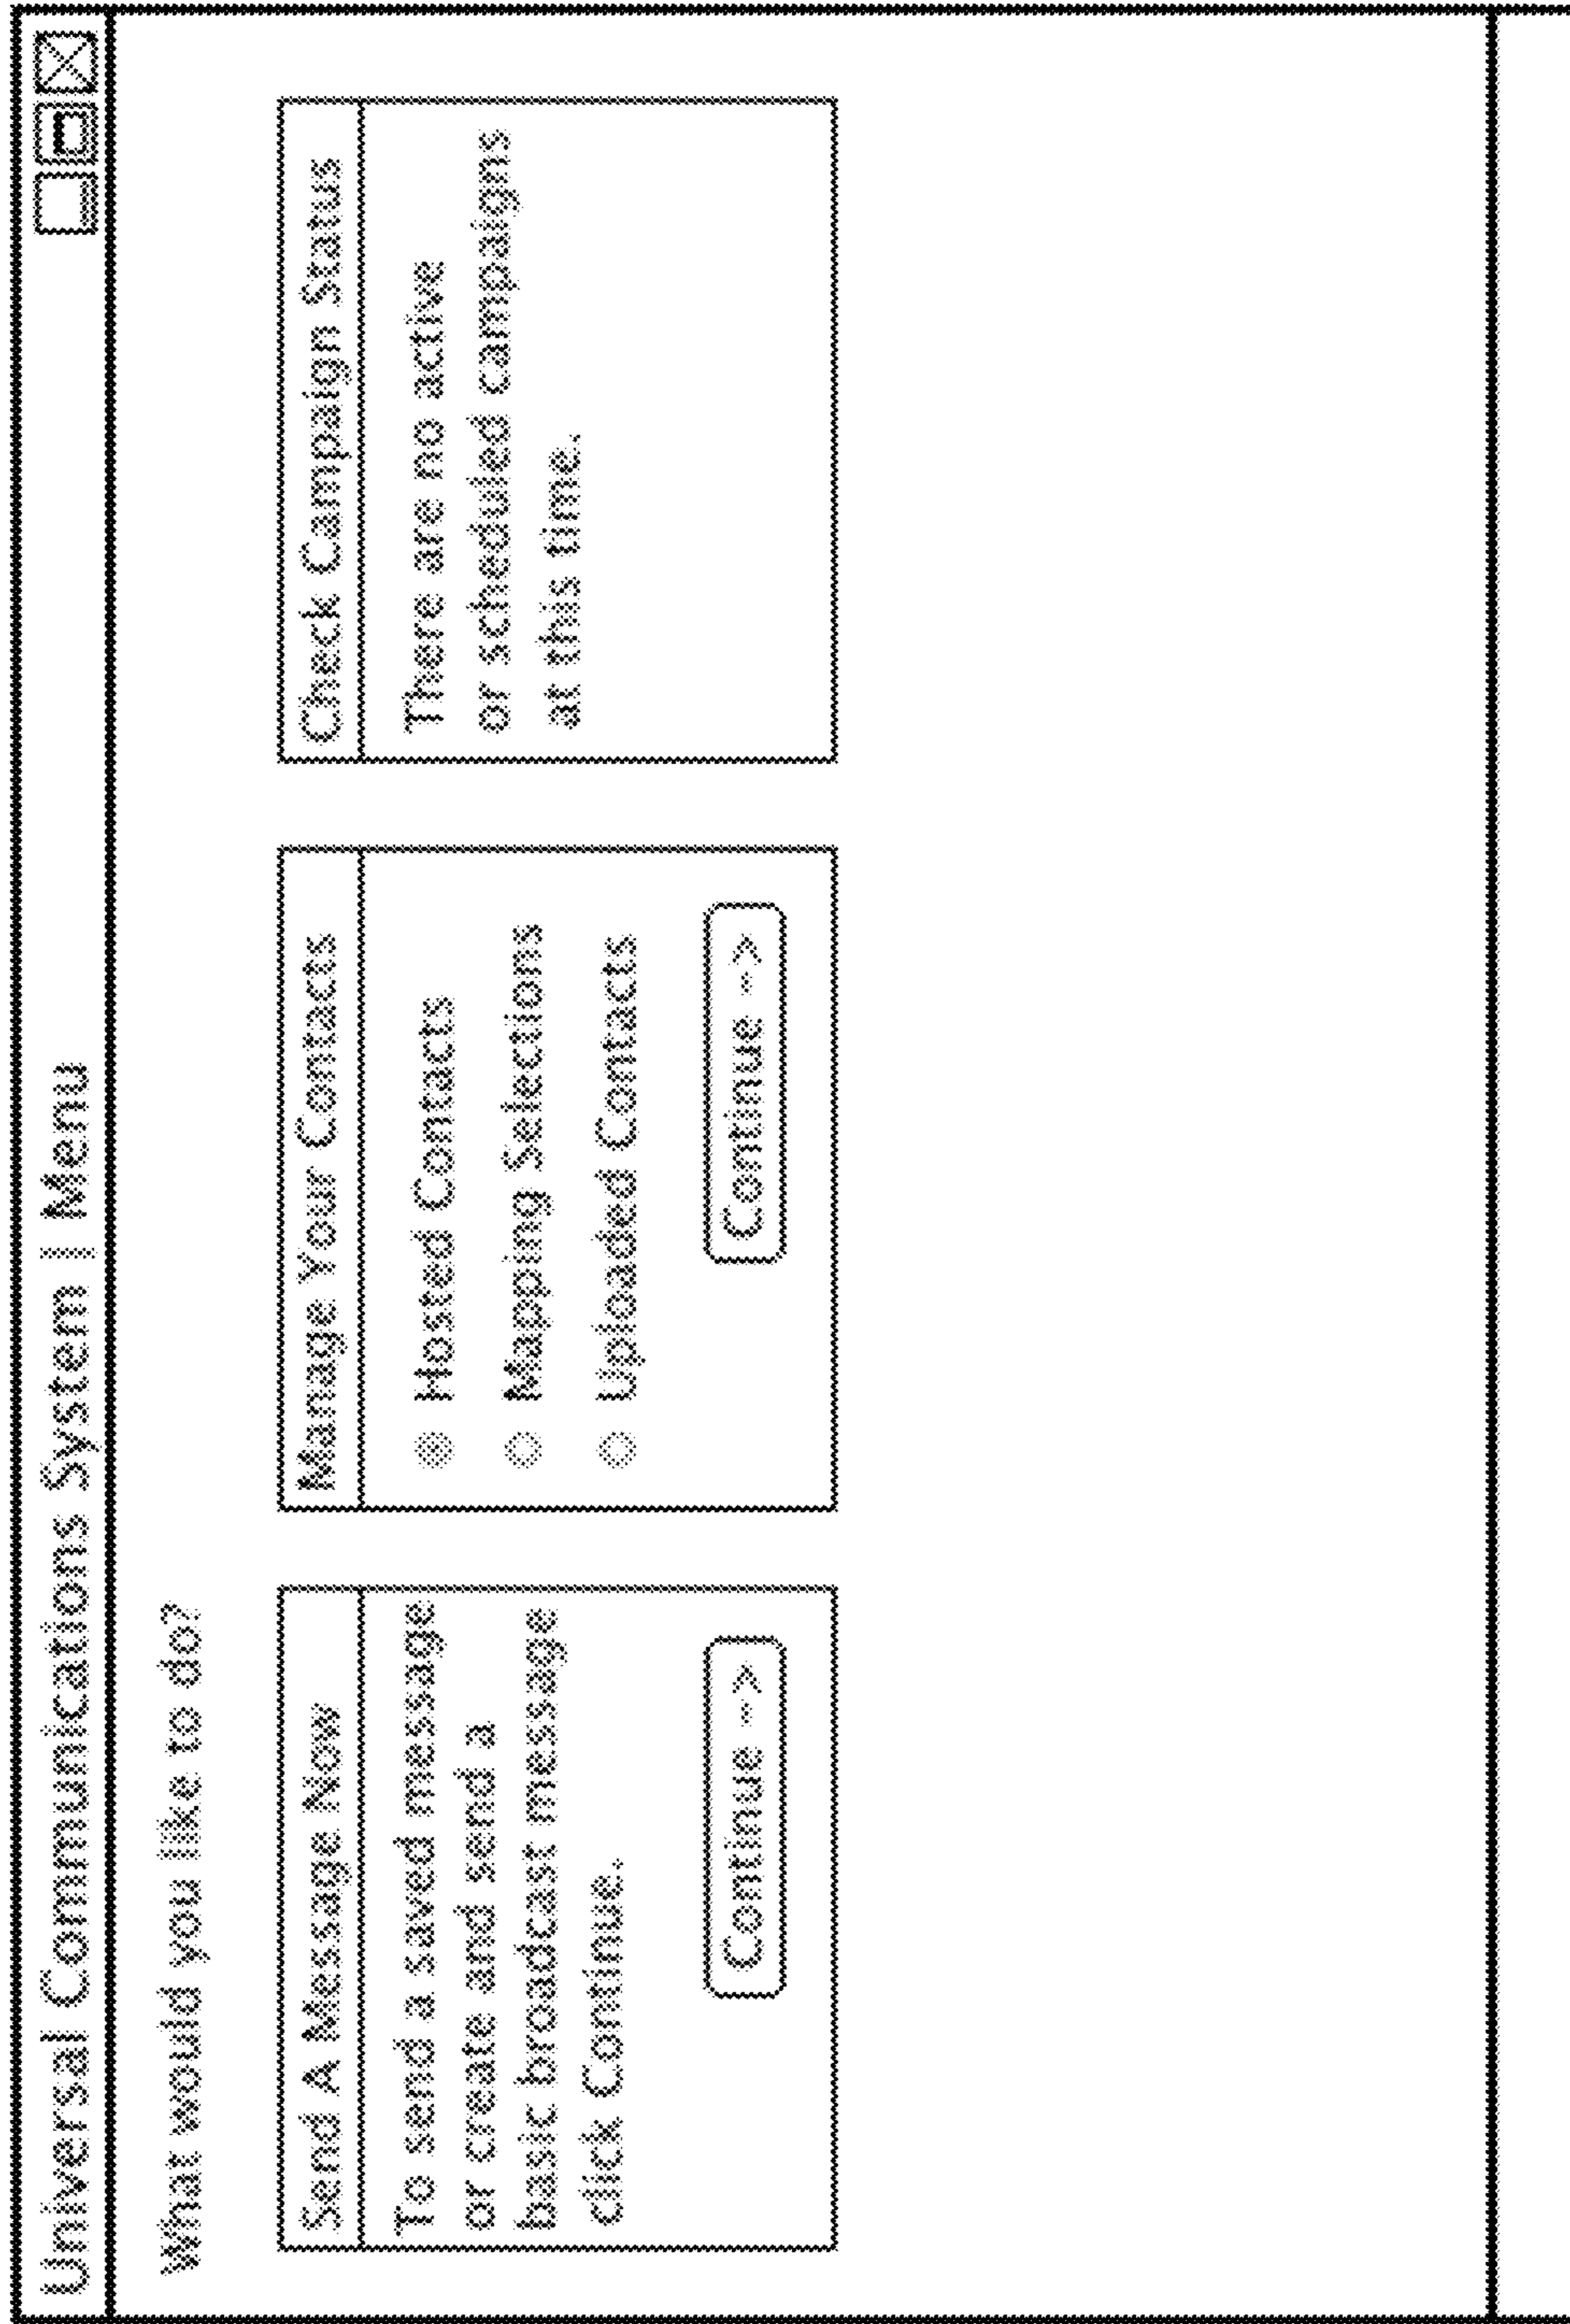 Universal Communications System | Menu
What would you like to do?
Send A Message Now
To send a saved message
or create and send a
basic broadcast message
click Continue.
Continue ->
Manage Your Contacts
Hosted Contacts
Mapping Selections
Uploaded Contacts
Continue ->
Check Campaign Status
There are no active
or scheduled campaigns
at this time.